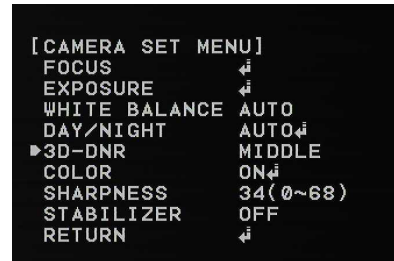 [CAMERA SET MENU]
FOCUS ↲
EXPOSURE ↲
WHITE BALANCE AUTO
DAY/NIGHT AUTO↲
▶3D-DNR MIDDLE
COLOR ON↲
SHARPNESS 34(0~68)
STABILIZER OFF
RETURN ↲